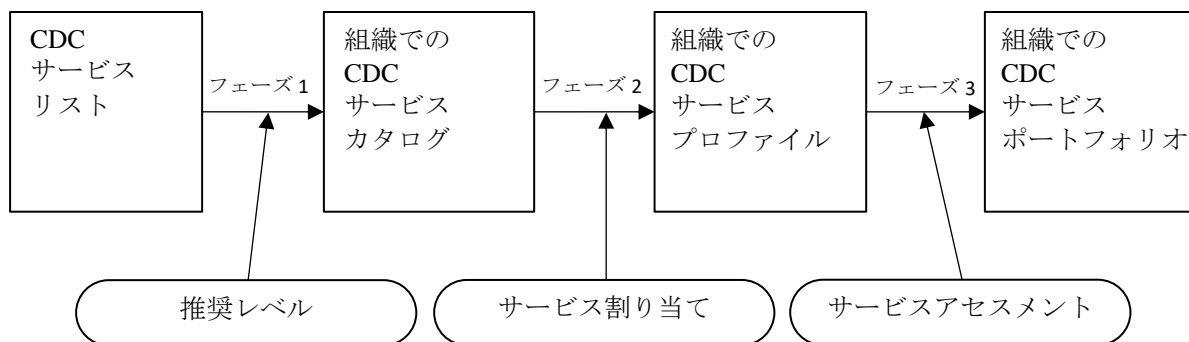 CDC
サービス
リスト
フェーズ 1
組織での
CDC
サービス
カタログ
フェーズ 2
組織での
CDC
サービス
プロファイル
フェーズ 3
組織での
CDC
サービス
ポートフォリオ
推奨レベル
サービス割り当て
サービスアセスメント